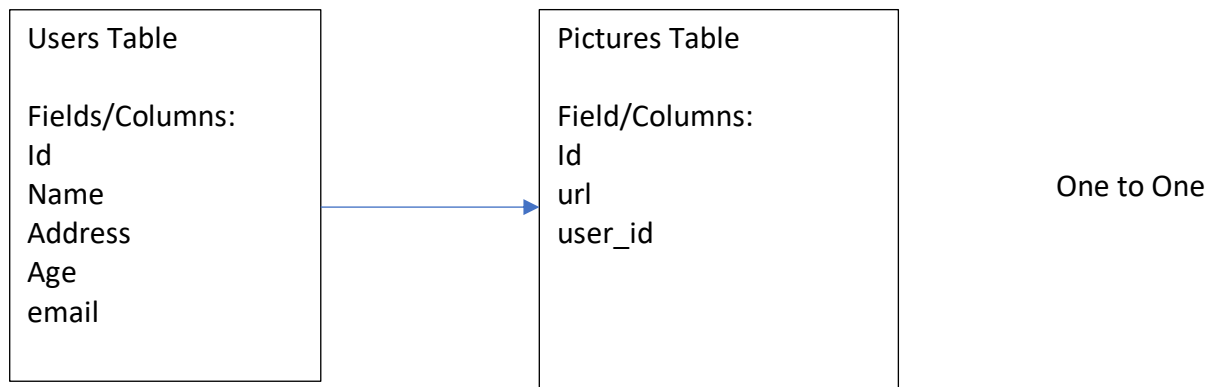 Users Table
Fields/Columns:
Id
Name
Address
Age
email
Pictures Table
Field/Columns:
Id
url
user_id
One to One